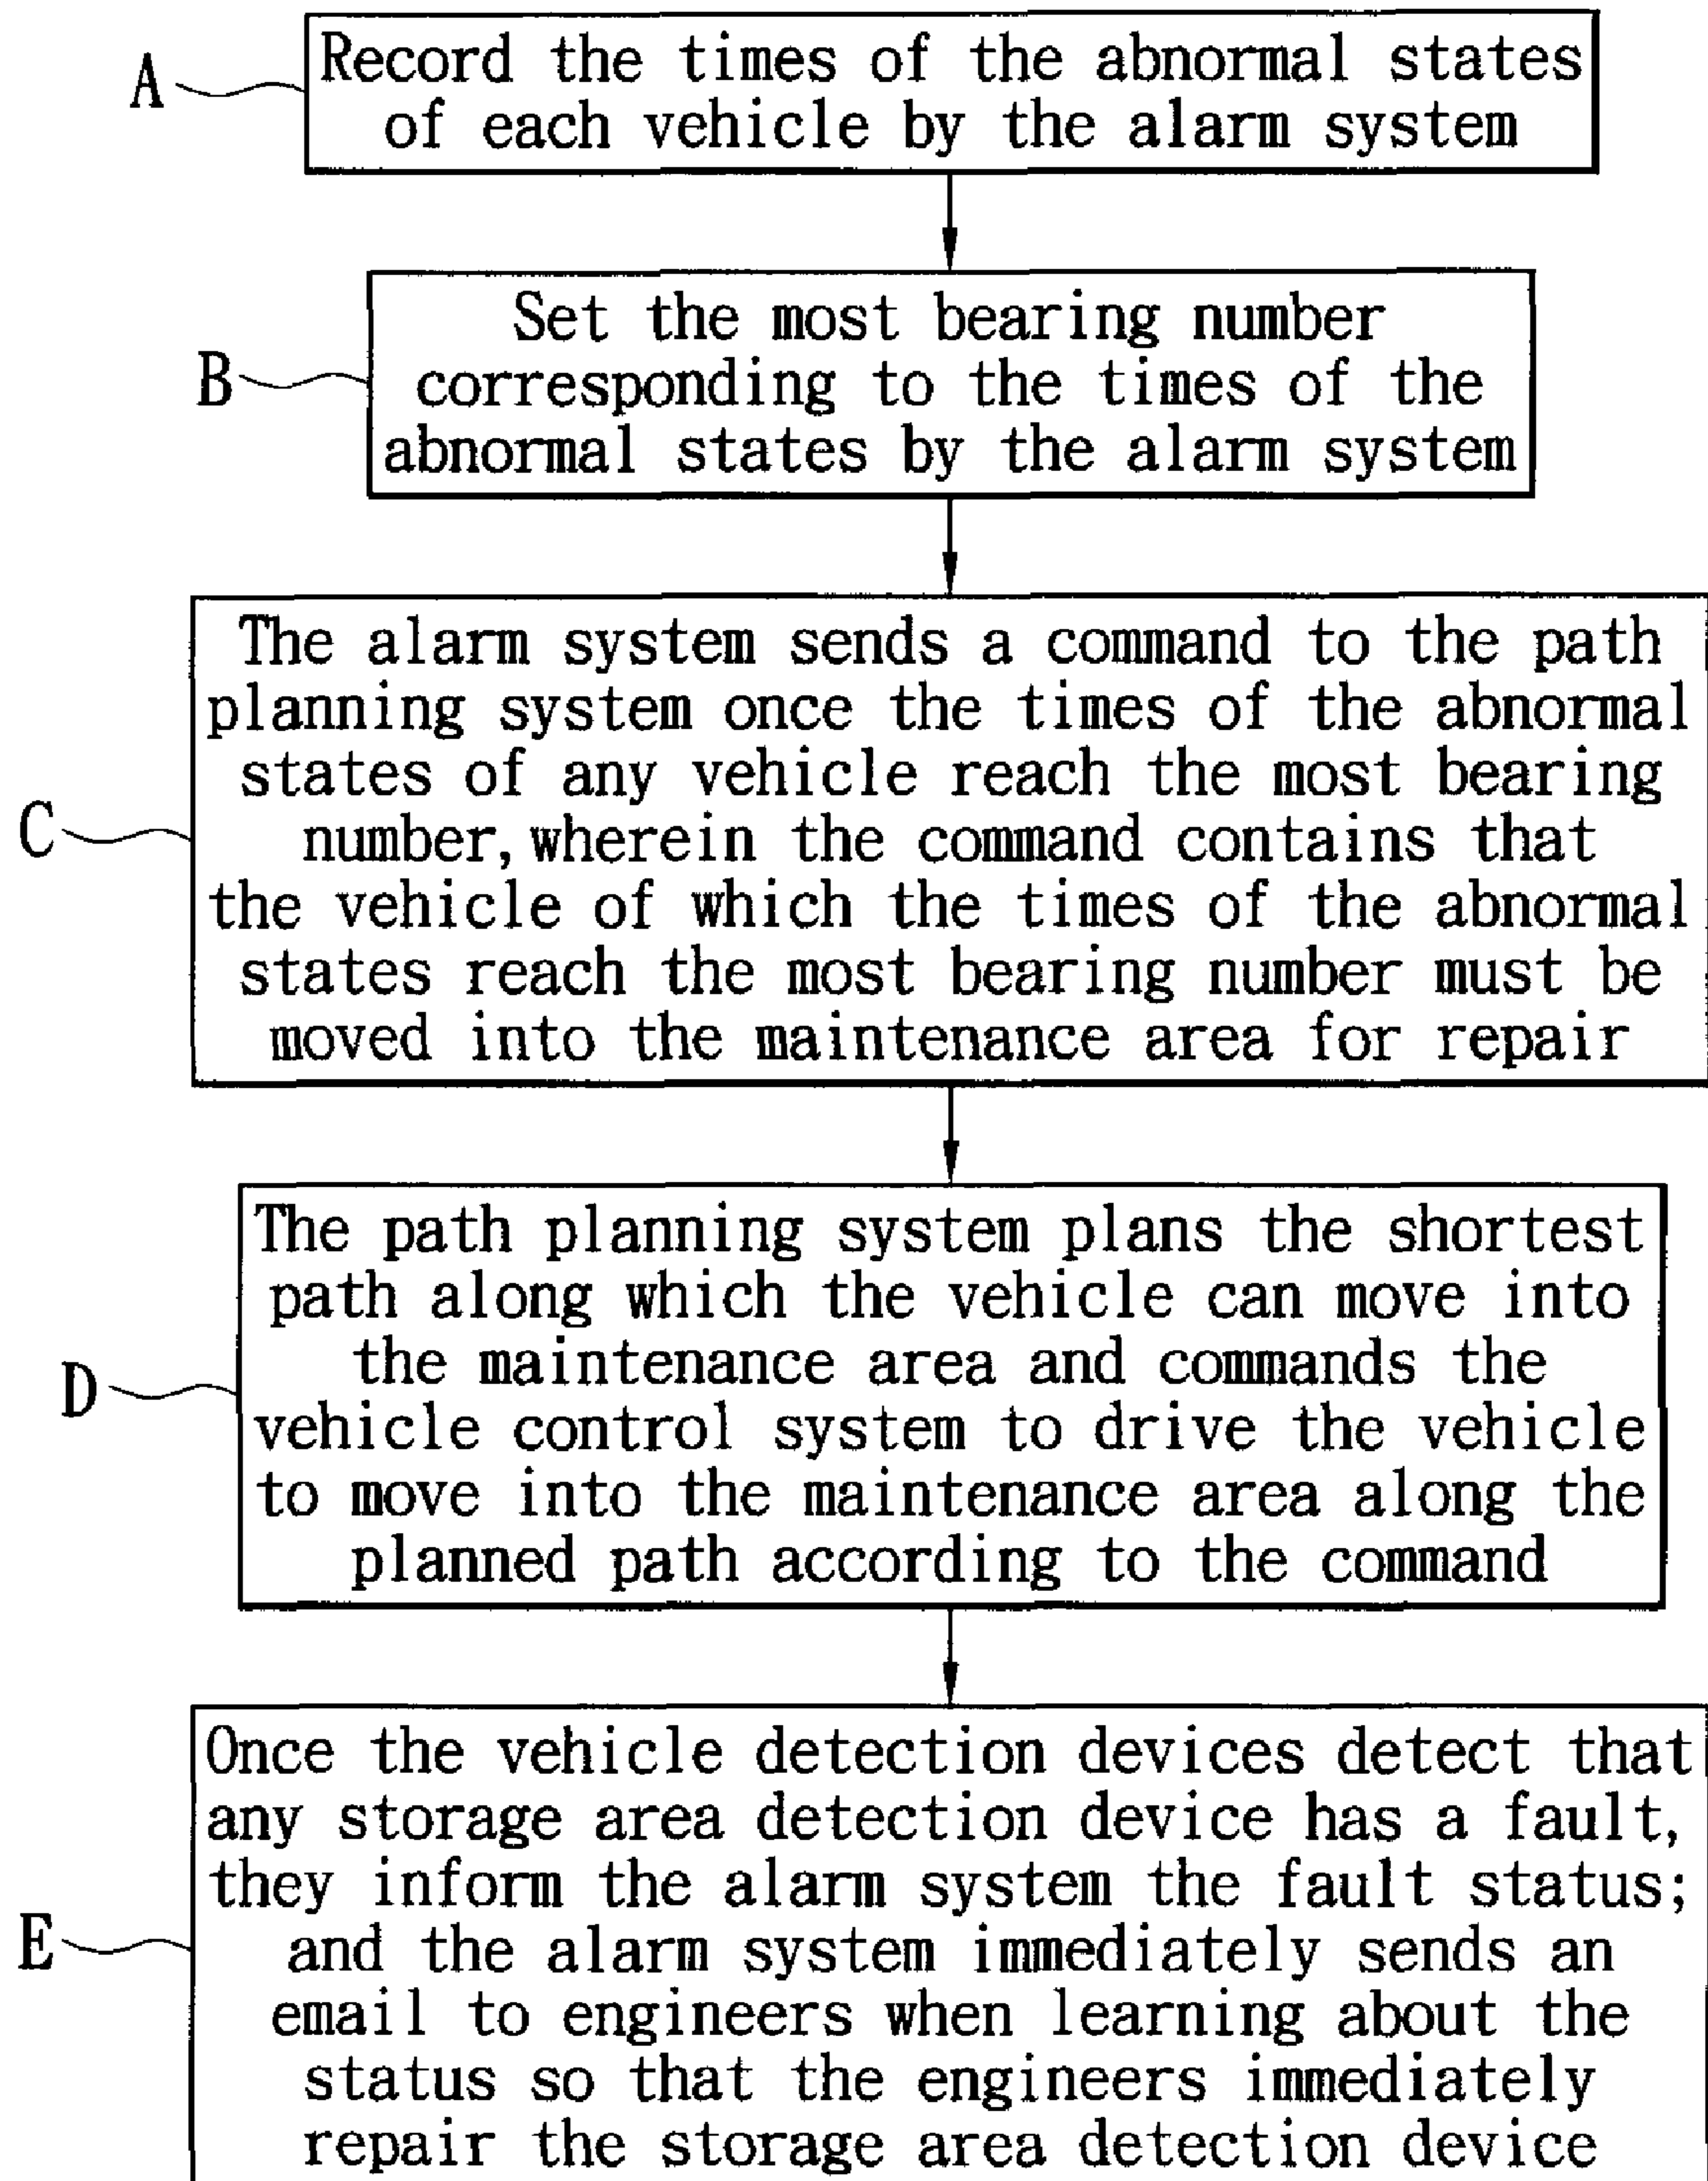 A
Record the times of the abnormal states
of each vehicle by the alarm system
B
Set the most bearing number
corresponding to the times of the
abnormal states by the alarm system
C
The alarm system sends a command to the path
planning system once the times of the abnormal
states of any vehicle reach the most bearing
number, wherein the command contains that
the vehicle of which the times of the abnormal
states reach the most bearing number must be
moved into the maintenance area for repair
D
The path planning system plans the shortest
path along which the vehicle can move into
the maintenance area and commands the
vehicle control system to drive the vehicle
to move into the maintenance area along the
planned path according to the command
E
Once the vehicle detection devices detect that
any storage area detection device has a fault,
they inform the alarm system the fault status;
and the alarm system immediately sends an
email to engineers when learning about the
status so that the engineers immediately
repair the storage area detection device